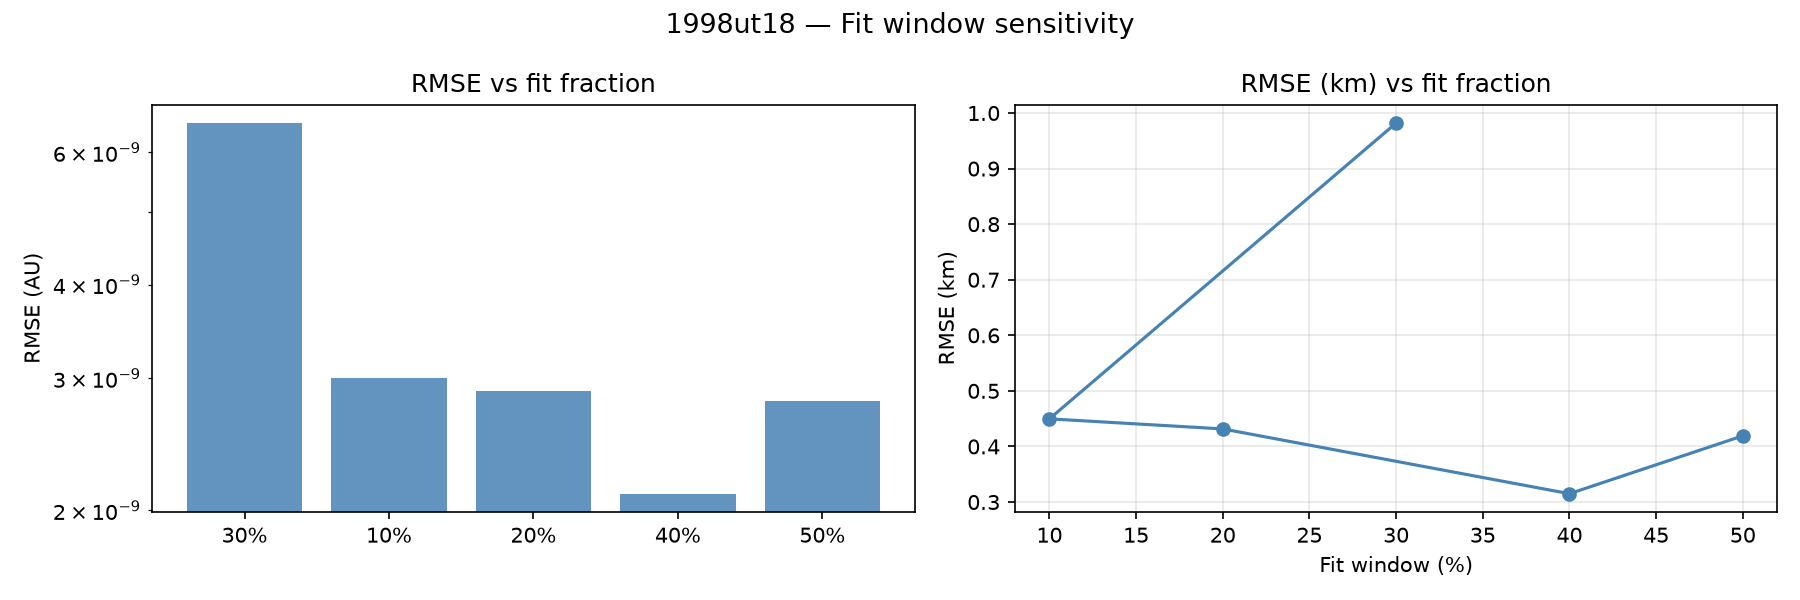 1998ut18 — Fit window sensitivity
RMSE vs fit fraction
RMSE (AU)
6 × 10⁻⁹
4 × 10⁻⁹
3 × 10⁻⁹
2 × 10⁻⁹
30% 10% 20% 40% 50%
RMSE (km) vs fit fraction
RMSE (km)
1.0
0.9
0.8
0.7
0.6
0.5
0.4
0.3
10 15 20 25 30 35 40 45 50
Fit window (%)